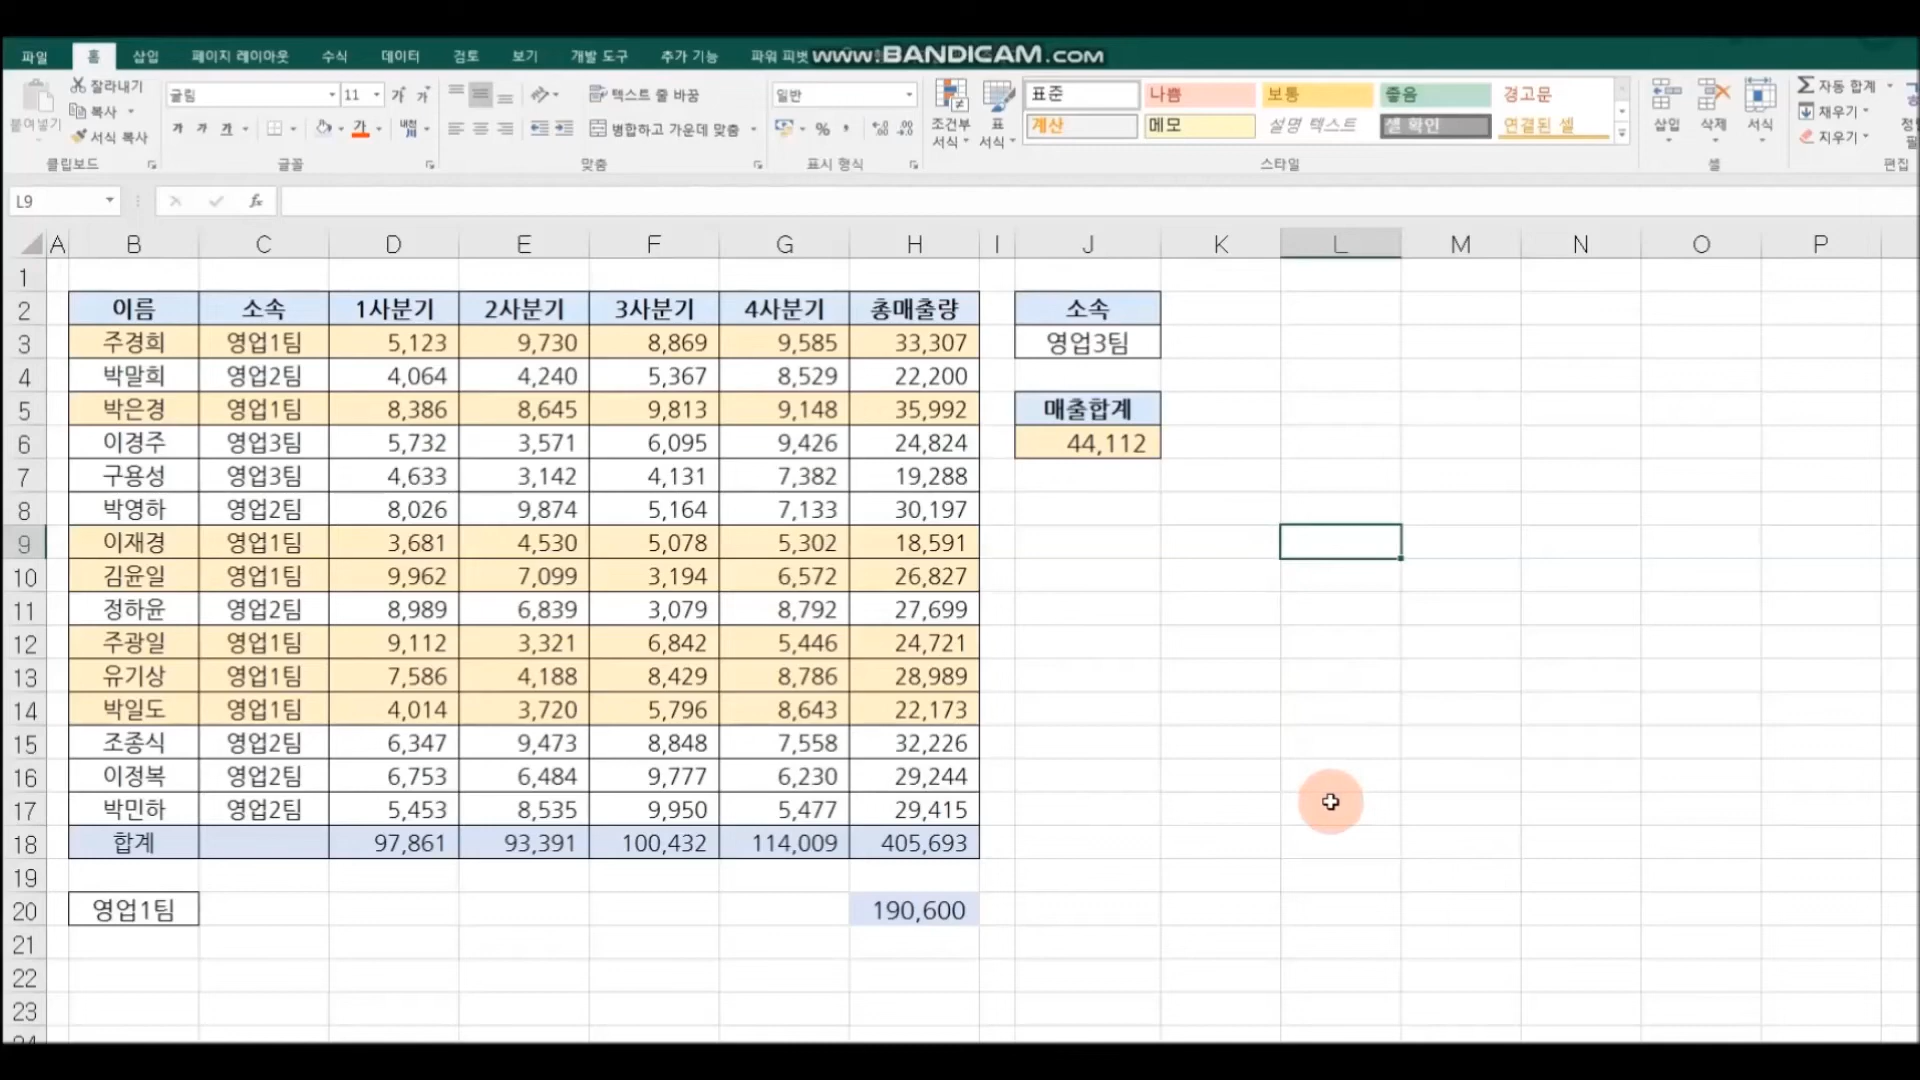 www.BANDICAM.com
파일 홈 삽입 페이지 레이아웃 수식 데이터 검토 보기 개발 도구 추가 기능 파워 피벗
붙여넣기 잘라내기 복사 서식 복사 클립보드
굴림 11 가 가
가 가 가 가 글꼴
텍스트 줄 바꿈
병합하고 가운데 맞춤
맞춤
일반
% ,
표시 형식
조건부 서식 표 서식
표준 나쁨 보통 좋음 경고문
계산 메모 설명 텍스트 셀 확인 연결된 셀
스타일
삽입 삭제 서식
셀
자동 합계
채우기
지우기
편집
L9 fx
A B C D E F G H I J K L M N O P
1
2 이름 소속 1사분기 2사분기 3사분기 4사분기 총매출량 소속
3 주경희 영업1팀 5,123 9,730 8,869 9,585 33,307 영업3팀
4 박말희 영업2팀 4,064 4,240 5,367 8,529 22,200
5 박은경 영업1팀 8,386 8,645 9,813 9,148 35,992 매출합계
6 이경주 영업3팀 5,732 3,571 6,095 9,426 24,824 44,112
7 구용성 영업3팀 4,633 3,142 4,131 7,382 19,288
8 박영하 영업2팀 8,026 9,874 5,164 7,133 30,197
9 이재경 영업1팀 3,681 4,530 5,078 5,302 18,591
10 김윤일 영업1팀 9,962 7,099 3,194 6,572 26,827
11 정하윤 영업2팀 8,989 6,839 3,079 8,792 27,699
12 주광일 영업1팀 9,112 3,321 6,842 5,446 24,721
13 유기상 영업1팀 7,586 4,188 8,429 8,786 28,989
14 박일도 영업1팀 4,014 3,720 5,796 8,643 22,173
15 조종식 영업2팀 6,347 9,473 8,848 7,558 32,226
16 이정복 영업2팀 6,753 6,484 9,777 6,230 29,244
17 박민하 영업2팀 5,453 8,535 9,950 5,477 29,415
18 합계 97,861 93,391 100,432 114,009 405,693
19
20 영업1팀 190,600
21
22
23